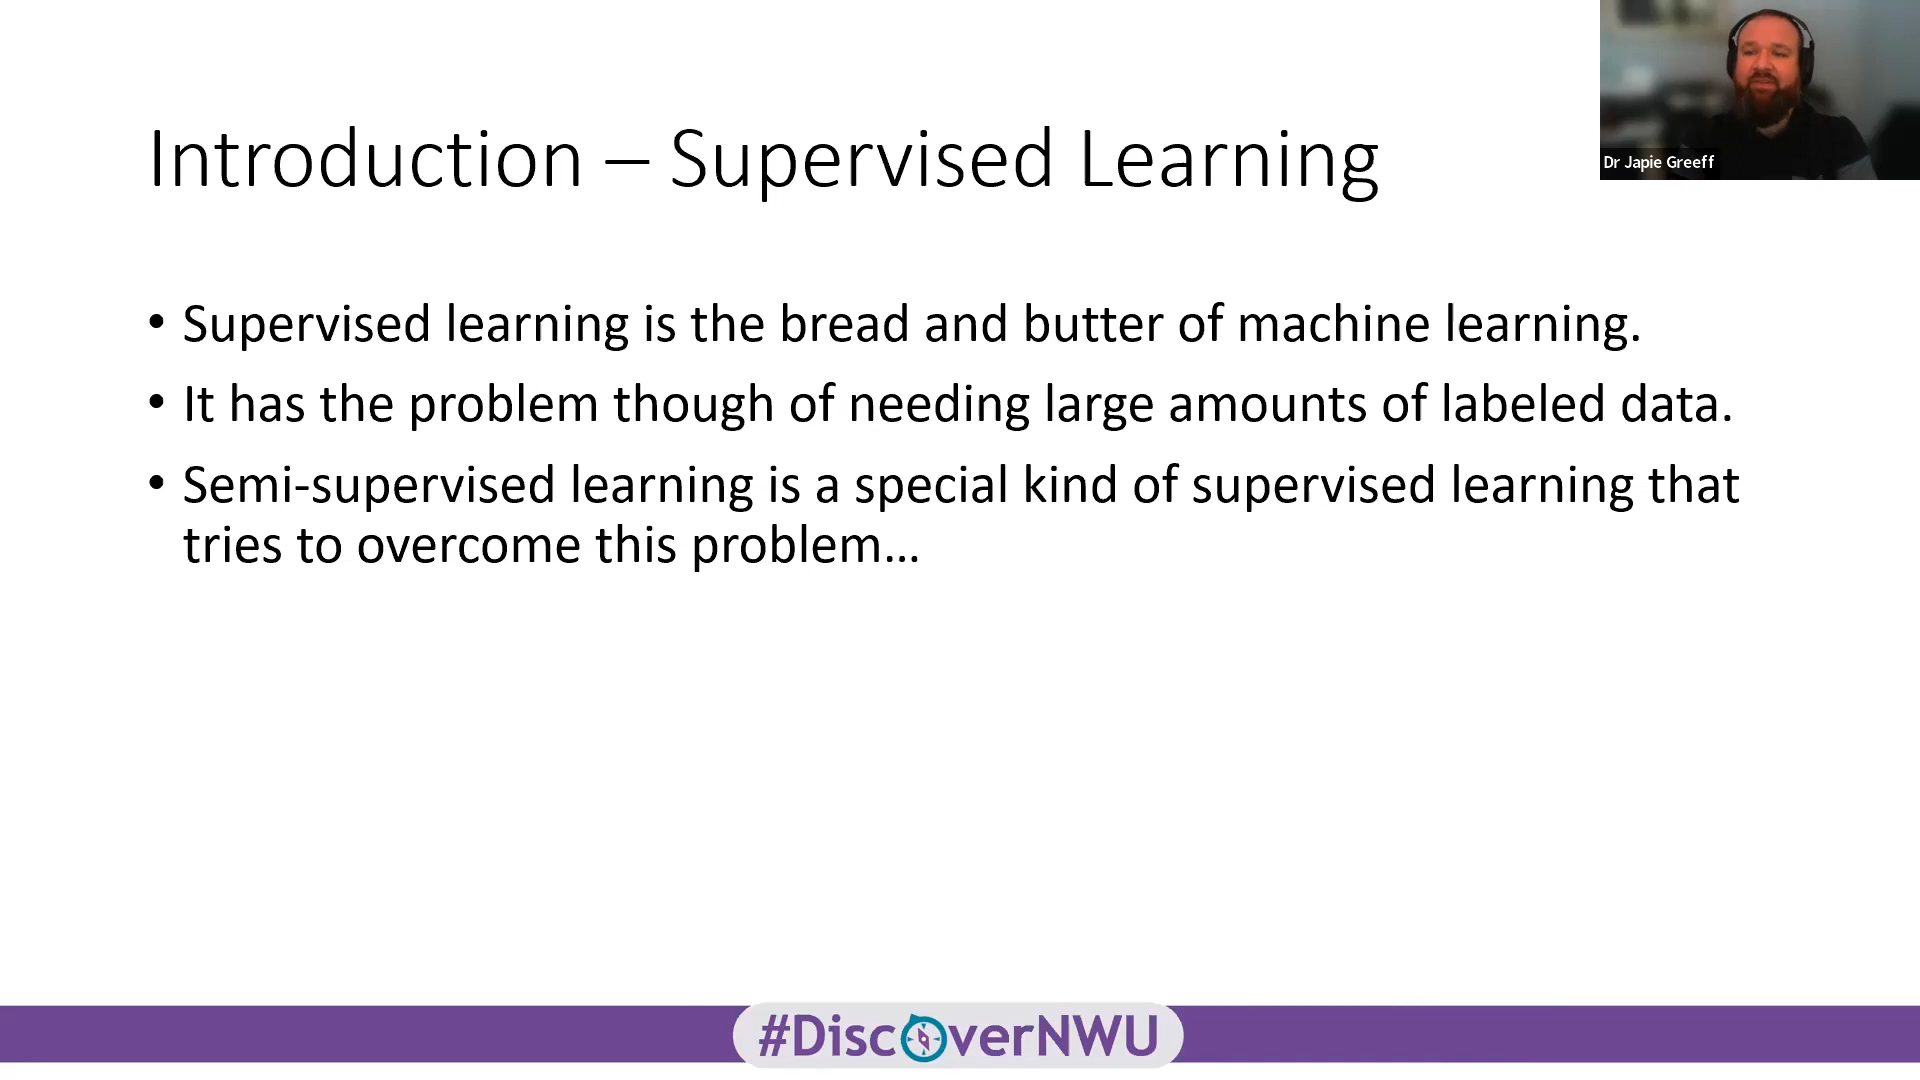 Introduction – Supervised Learning
Dr Japie Greeff
• Supervised learning is the bread and butter of machine learning.
• It has the problem though of needing large amounts of labeled data.
• Semi-supervised learning is a special kind of supervised learning that
tries to overcome this problem…
#DiscOverNWU